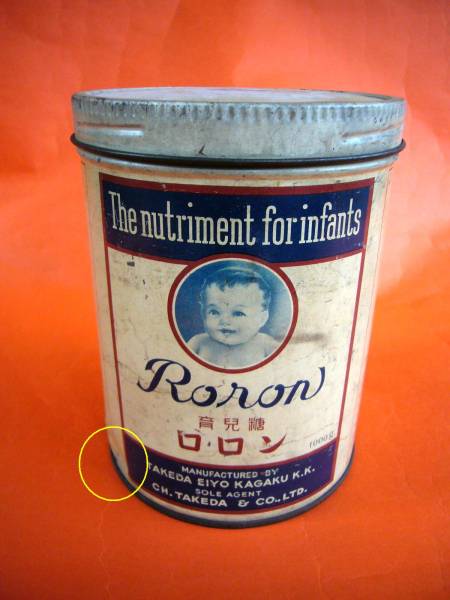 The nutriment for infants
Roron
育兒糖
ロ・ロン
1000g
MANUFACTURED BY
TAKEDA EIYO KAGAKU K.K.
SOLE AGENT
CH. TAKEDA & CO., LTD.